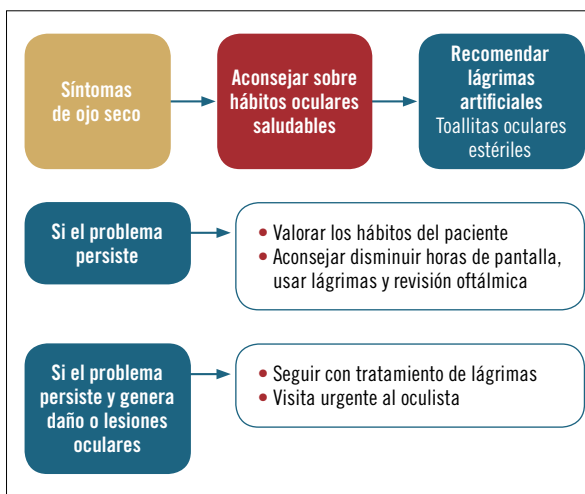 Síntomas
de ojo seco
Aconsejar sobre
hábitos oculares
saludables
Recomendar
lágrimas
artificiales
Toallitas oculares
estériles
Si el problema
persiste
• Valorar los hábitos del paciente
• Aconsejar disminuir horas de pantalla,
usar lágrimas y revisión oftálmica
Si el problema
persiste y genera
daño o lesiones
oculares
• Seguir con tratamiento de lágrimas
• Visita urgente al oculista